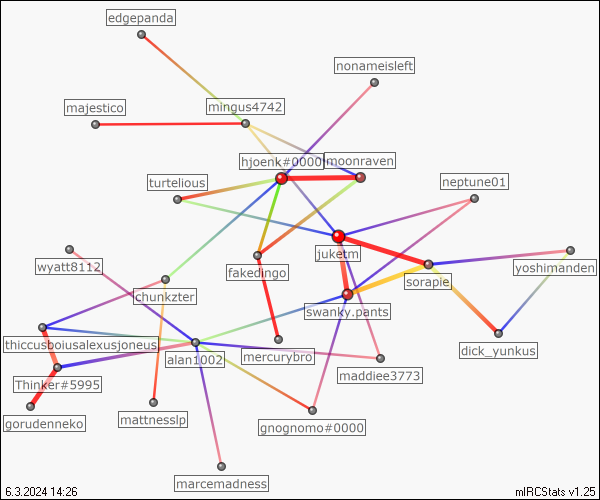 edgepanda
nonameisleft
majestico
mingus4742
hjoenk#0000
moonraven
turtelious
neptune01
juketm
wyatt8112
fakedingo
sorapie
yoshimanden
chunkzter
swanky.pants
thiccusboiusalexusjoneus
alan1002
mercurybro
dick_yunkus
Thinker#5995
maddiee3773
gorudenneko
mattnesslp
gnognomo#0000
marcemadness
6.3.2024 14:26
mIRCStats v1.25